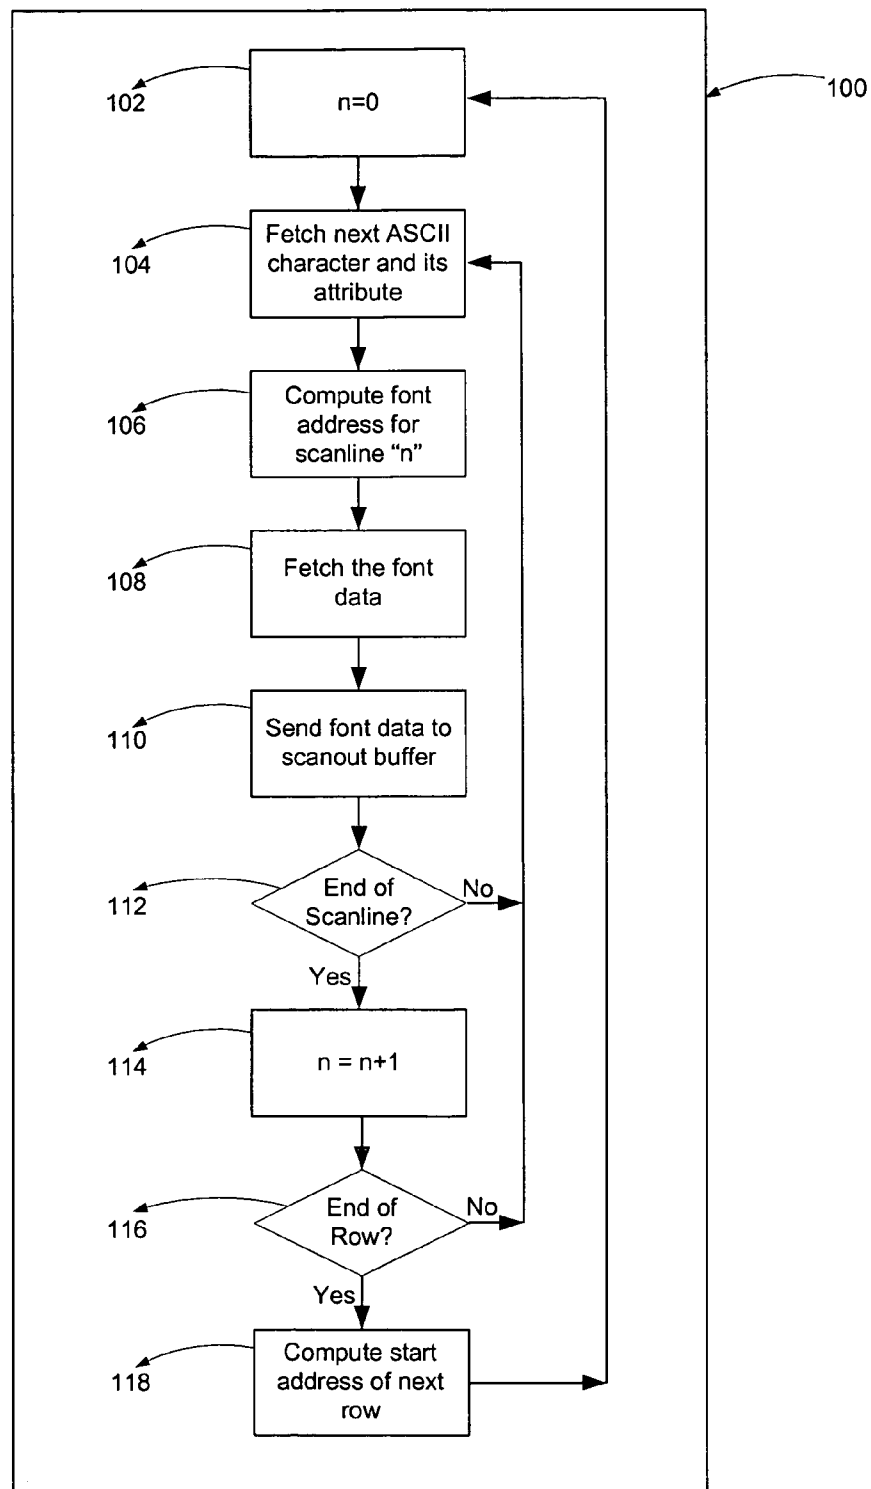 n=0
102
100
Fetch next ASCII
character and its
attribute
104
Compute font
address for
scanline “n”
106
Fetch the font
data
108
Send font data to
scanout buffer
110
End of
Scanline?
No
112
Yes
n = n+1
114
End of
Row?
No
116
Yes
Compute start
address of next
row
118